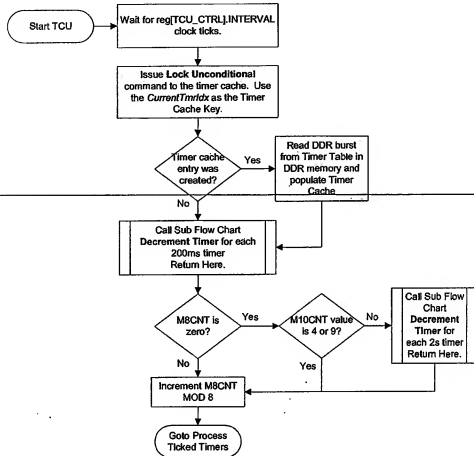 Start TCU
Wait for reg[TCU_CTRL].INTERVAL
clock ticks.
Issue Lock Unconditional
command to the timer cache. Use
the CurrentTmrIdx as the Timer
Cache Key.
Timer cache
entry was
created?
Yes
No
Read DDR burst
from Timer Table in
DDR memory and
populate Timer
Cache
Call Sub Flow Chart
Decrement Timer for each
200ms timer
Return Here.
M8CNT is
zero?
Yes
No
M10CNT value
is 4 or 9?
No
Yes
Call Sub Flow
Chart
Decrement
Timer for
each 2s timer
Return Here.
Increment M8CNT
MOD 8
Goto Process
Ticked Timers